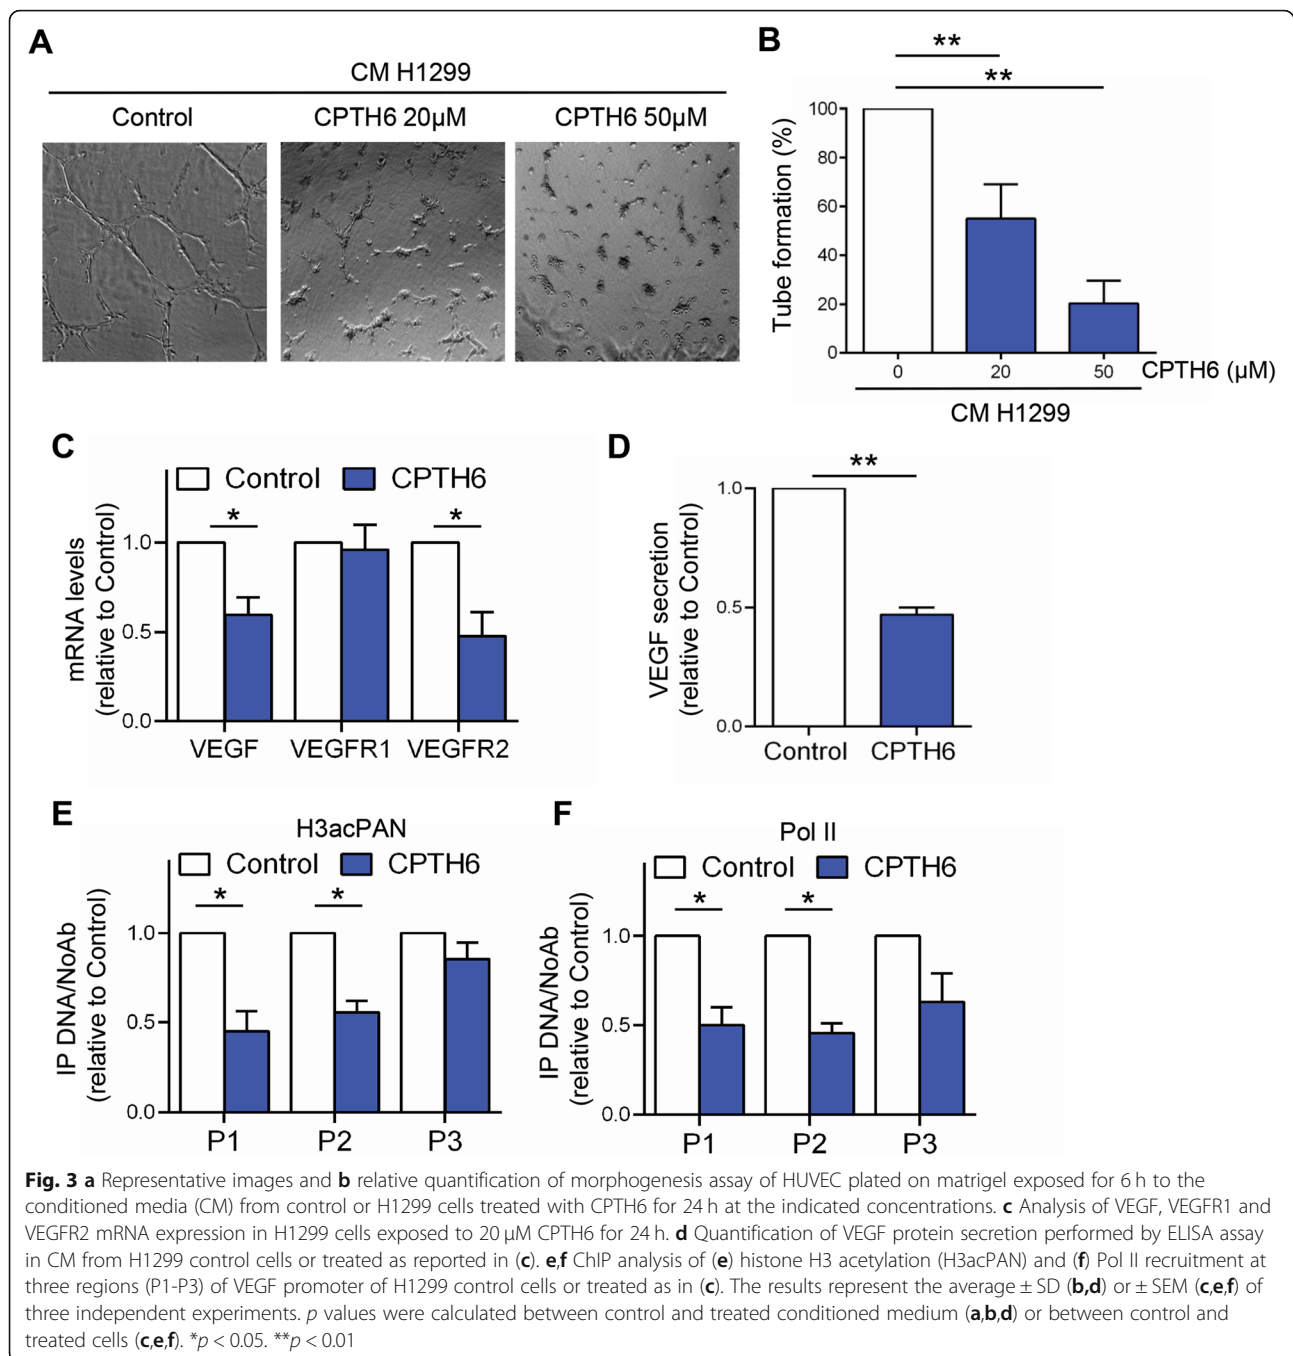 A
CM H1299
Control CPTH6 20µM CPTH6 50µM
B
**
**
Tube formation (%)
100
80
60
40
20
0
0 20 50 CPTH6 (µM)
CM H1299
C
Control CPTH6
mRNA levels
(relative to Control)
* *
1.0
0.5
0.0
VEGF VEGFR1 VEGFR2
D
**
VEGF secretion
(relative to Control)
1.0
0.5
0.0
Control CPTH6
E
H3acPAN
Control CPTH6
IP DNA/NoAb
(relative to Control)
* *
1.0
0.5
0.0
P1 P2 P3
F
Pol II
Control CPTH6
IP DNA/NoAb
(relative to Control)
* *
1.0
0.5
0.0
P1 P2 P3
Fig. 3 a Representative images and b relative quantification of morphogenesis assay of HUVEC plated on matrigel exposed for 6 h to the
conditioned media (CM) from control or H1299 cells treated with CPTH6 for 24 h at the indicated concentrations. c Analysis of VEGF, VEGFR1 and
VEGFR2 mRNA expression in H1299 cells exposed to 20 µM CPTH6 for 24 h. d Quantification of VEGF protein secretion performed by ELISA assay
in CM from H1299 control cells or treated as reported in (c). e,f ChIP analysis of (e) histone H3 acetylation (H3acPAN) and (f) Pol II recruitment at
three regions (P1-P3) of VEGF promoter of H1299 control cells or treated as in (c). The results represent the average ± SD (b,d) or ± SEM (c,e,f) of
three independent experiments. p values were calculated between control and treated conditioned medium (a,b,d) or between control and
treated cells (c,e,f). *p < 0.05. **p < 0.01